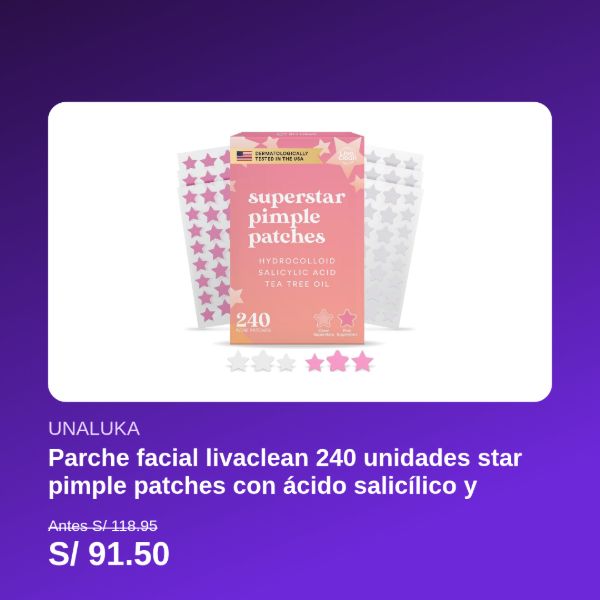 DERMATOLOGICALLY
TESTED IN THE USA
superstar
pimple
patches
HYDROCOLLOID
SALICYLIC ACID
TEA TREE OIL
240
UNALUKA
Parche facial livaclean 240 unidades star
pimple patches con ácido salicílico y
Antes S/ 118.95
S/ 91.50